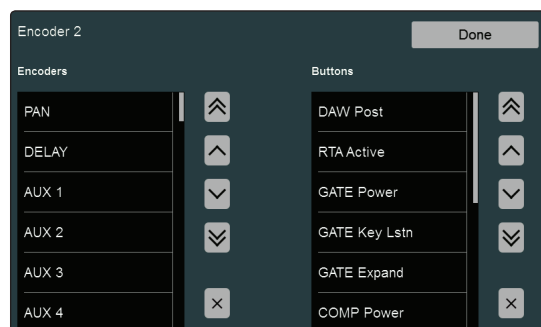 Encoder 2
Done
Encoders
Buttons
PAN
DELAY
AUX 1
AUX 2
AUX 3
AUX 4
DAW Post
RTA Active
GATE Power
GATE Key Lstn
GATE Expand
COMP Power